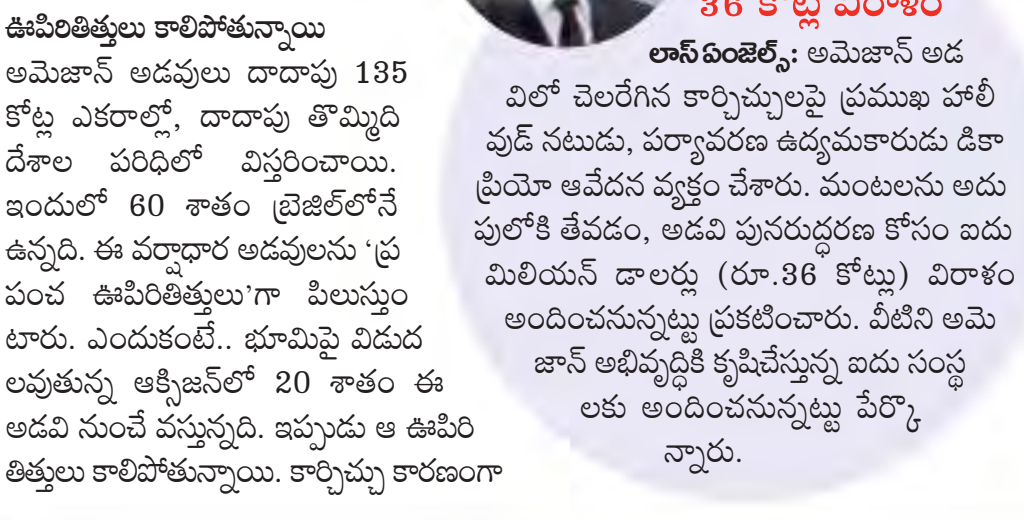 ఊపిరితిత్తులు కాలిపోతున్నాయి
అమెజాన్ అడవులు దాదాపు 135
కోట్ల ఎకరాల్లో, దాదాపు తొమ్మిది
దేశాల పరిధిలో విస్తరించాయి.
ఇందులో 60 శాతం బ్రెజిల్‌లోనే
ఉన్నది. ఈ వర్షాధార అడవులను ‘ప్ర
పంచ ఊపిరితిత్తులు’గా పిలుస్తుం
టారు. ఎందుకంటే.. భూమిపై విడుద
లవుతున్న ఆక్సిజన్‌లో 20 శాతం ఈ
అడవి నుంచే వస్తున్నది. ఇప్పుడు ఆ ఊపిరి
తిత్తులు కాలిపోతున్నాయి. కార్చిచ్చు కారణంగా
36 కోట్ల విరాళం
లాస్‌ఏంజెల్స్: అమెజాన్ అడ
విలో చెలరేగిన కార్చిచ్చులపై ప్రముఖ హాలీ
వుడ్ నటుడు, పర్యావరణ ఉద్యమకారుడు డికా
ప్రియో ఆవేదన వ్యక్తం చేశారు. మంటలను అదు
పులోకి తేవడం, అడవి పునరుద్ధరణ కోసం ఐదు
మిలియన్ డాలర్లు (రూ.36 కోట్లు) విరాళం
అందించనున్నట్టు ప్రకటించారు. వీటిని అమె
జాన్ అభివృద్ధికి కృషిచేస్తున్న ఐదు సంస్థ
లకు అందించనున్నట్టు పేర్కొ
న్నారు.